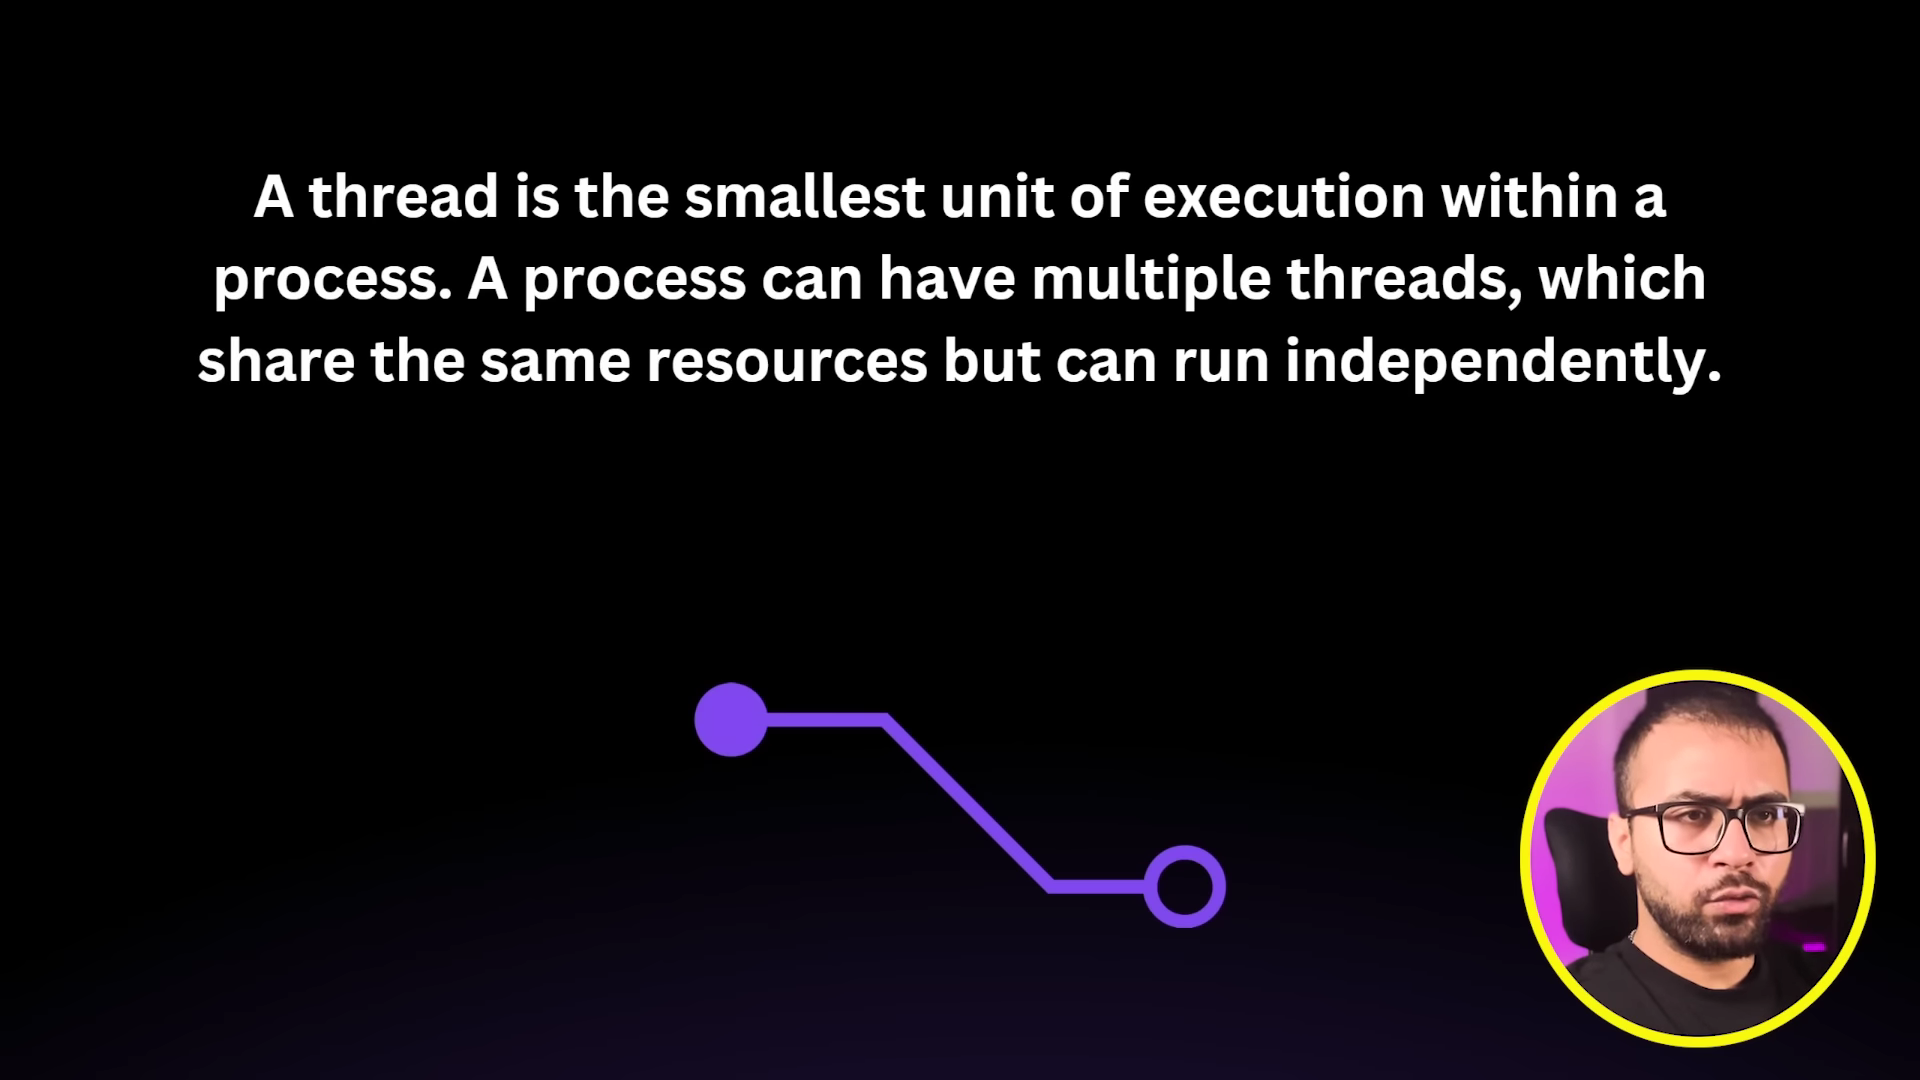 A thread is the smallest unit of execution within a
process. A process can have multiple threads, which
share the same resources but can run independently.